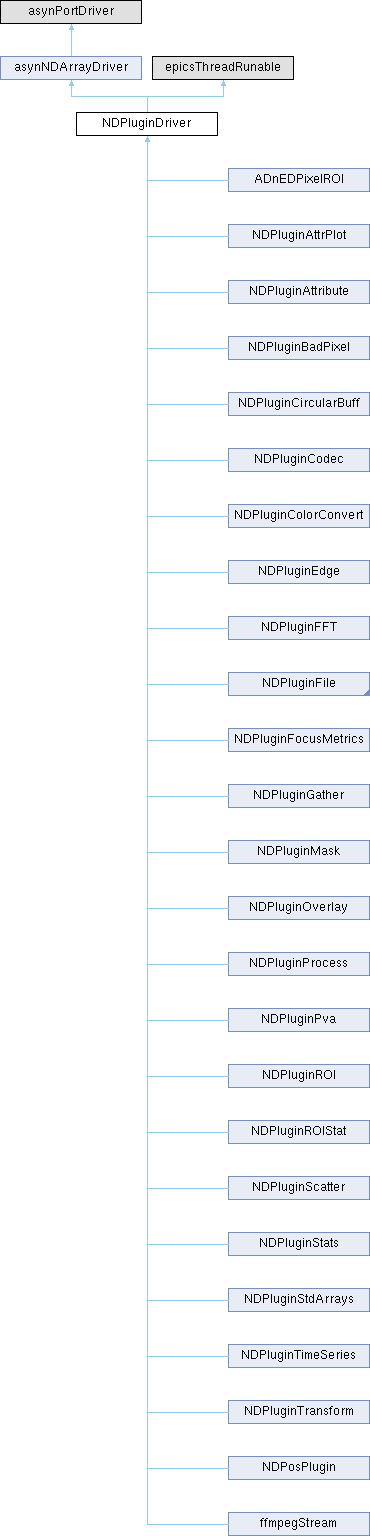 asynPortDriver
asynNDArrayDriver
epicsThreadRunable
NDPluginDriver
ADnEDPixelROI
NDPluginAttrPlot
NDPluginAttribute
NDPluginBadPixel
NDPluginCircularBuff
NDPluginCodec
NDPluginColorConvert
NDPluginEdge
NDPluginFFT
NDPluginFile
NDPluginFocusMetrics
NDPluginGather
NDPluginMask
NDPluginOverlay
NDPluginProcess
NDPluginPva
NDPluginROI
NDPluginROIStat
NDPluginScatter
NDPluginStats
NDPluginStdArrays
NDPluginTimeSeries
NDPluginTransform
NDPosPlugin
ffmpegStream